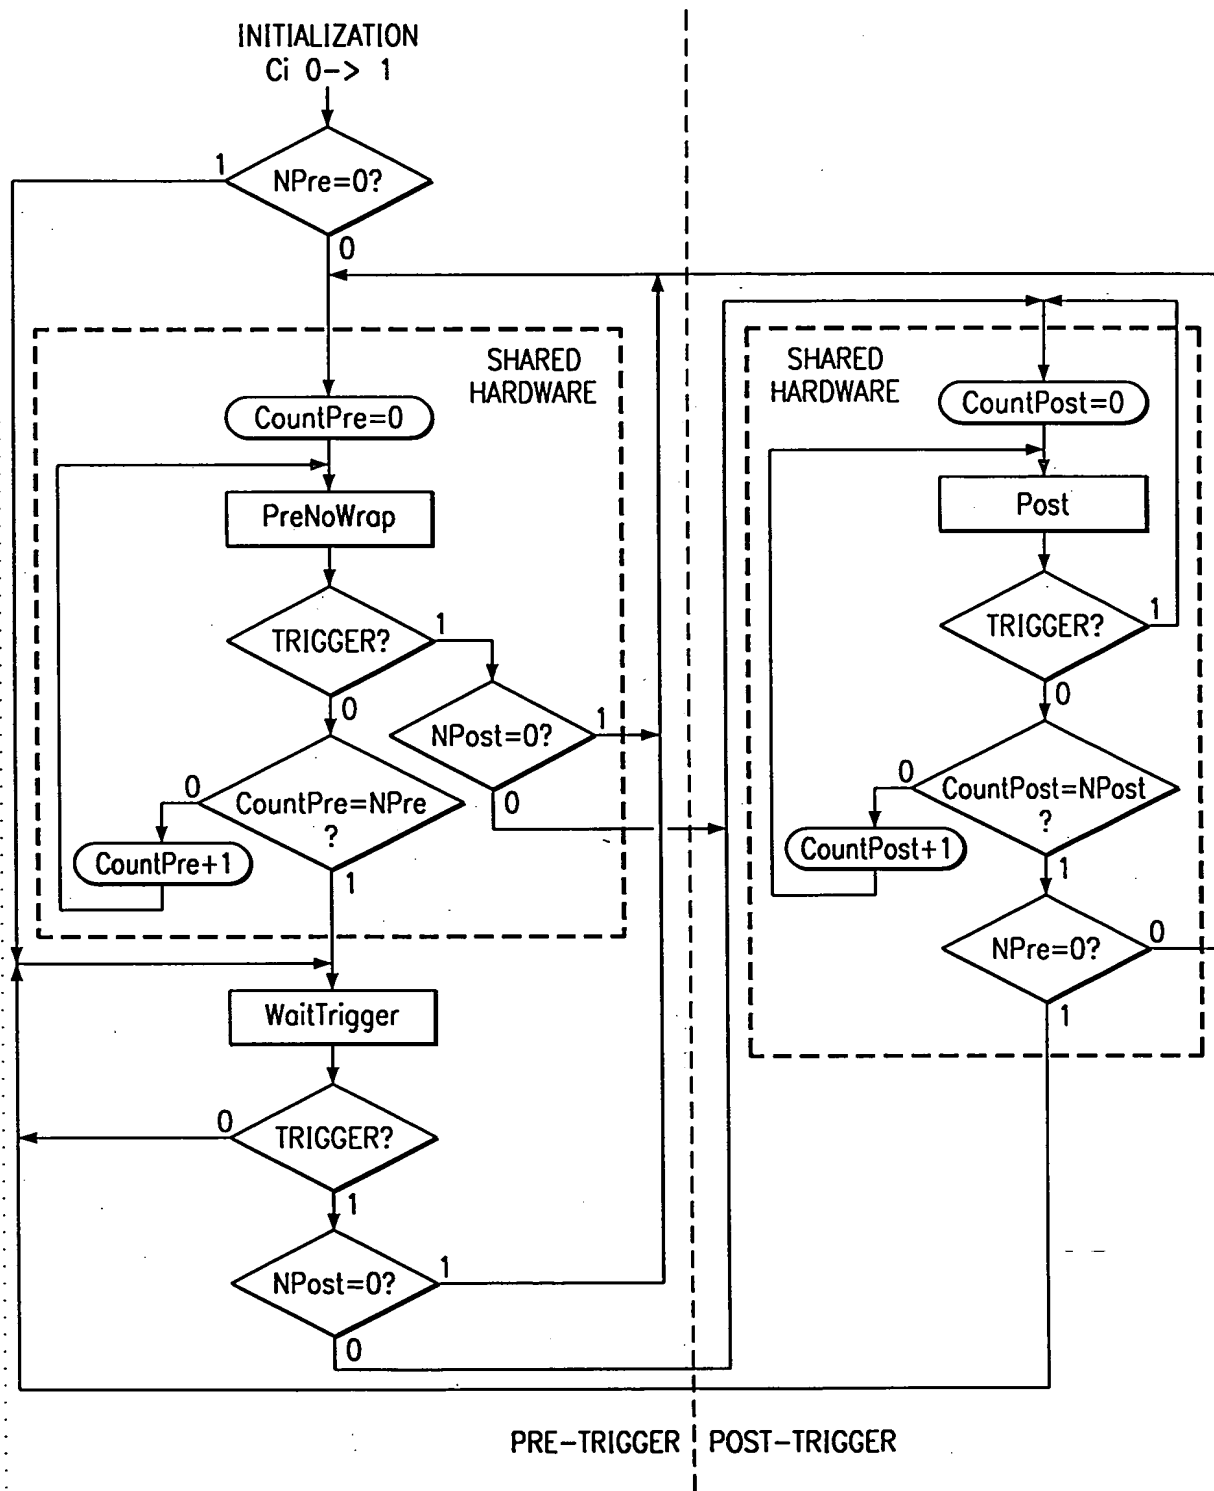 INITIALIZATION
Ci 0-> 1
1
NPre=0?
0
SHARED
HARDWARE
CountPre=0
PreNoWrap
TRIGGER?
1
0
NPost=0?
1
0
0
CountPre=NPre
?
CountPre+1
1
WaitTrigger
0
TRIGGER?
1
NPost=0?
1
0
SHARED
HARDWARE
CountPost=0
Post
TRIGGER?
1
0
0
CountPost=NPost
?
CountPost+1
1
NPre=0?
0
1
PRE-TRIGGER
POST-TRIGGER